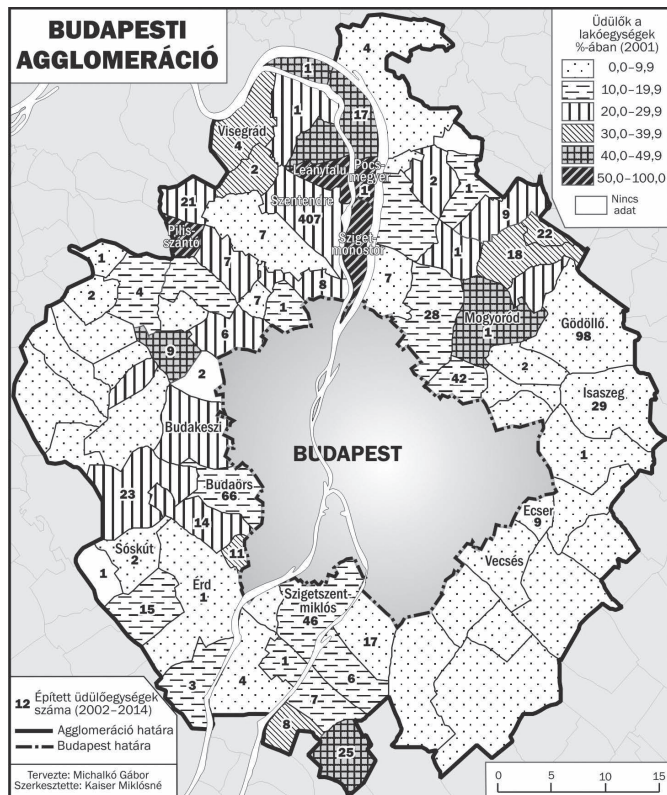 BUDAPESTI
AGGLOMERÁCIÓ
Üdülők a
lakóegységek
%-ában (2001)
0,0–9,9
10,0–19,9
20,0–29,9
30,0–39,9
40,0–49,9
50,0–100,0
Nincs
adat
4
1
1
17
Visegrád
4
2
Leányfalu
Pócs-
megyer
1
2
1
21
Szentendre
407
9
Pilis-
szántó
7
Sziget-
monostor
1
22
18
1
7
8
7
4
2
7
1
28
Mogyoród
1
Gödöllő
98
6
9
2
42
2
Isaszeg
29
Budakeszi
BUDAPEST
1
Budaörs
66
23
14
Ecser
9
11
Sóskút
2
Vecsés
1
Érd
1
Szigetszent-
miklós
46
15
17
1
3
4
6
7
8
25
12 Épített üdülőegységek
száma (2002–2014)
Agglomeráció határa
Budapest határa
Tervezte: Michalkó Gábor
Szerkesztette: Kaiser Miklósné
0 5 10 15